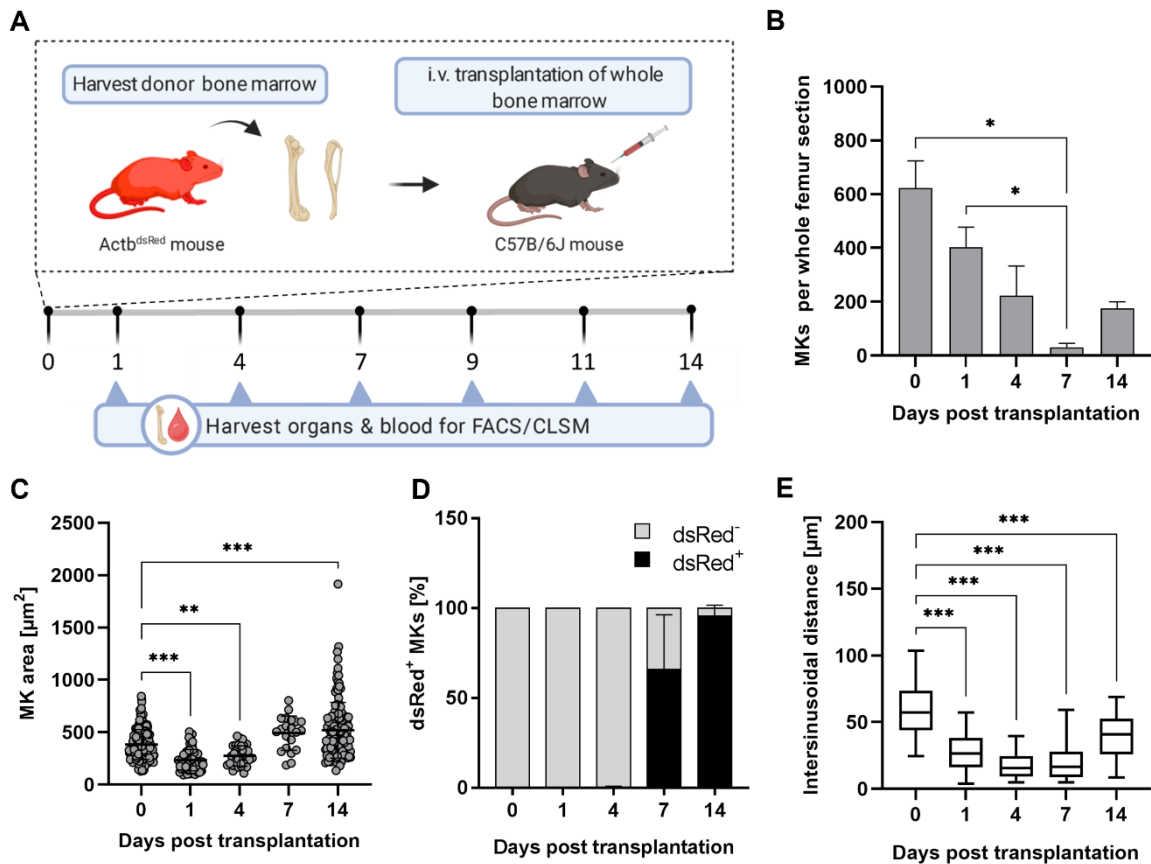 A
Harvest donor bone marrow
i.v. transplantation of whole
bone marrow
Actb^dsRed mouse
C57B/6J mouse
0 1 4 7 9 11 14
Harvest organs & blood for FACS/CLSM
B
MKs per whole femur section
1000
800
600
400
200
0
*
*
0 1 4 7 14
Days post transplantation
C
MK area [µm²]
2500
2000
1500
1000
500
0
***
**
***
0 1 4 7 14
Days post transplantation
D
dsRed⁺ MKs [%]
150
100
50
0
dsRed⁻
dsRed⁺
0 1 4 7 14
Days post transplantation
E
Intersinusoidal distance [µm]
200
150
100
50
0
***
***
***
***
0 1 4 7 14
Days post transplantation